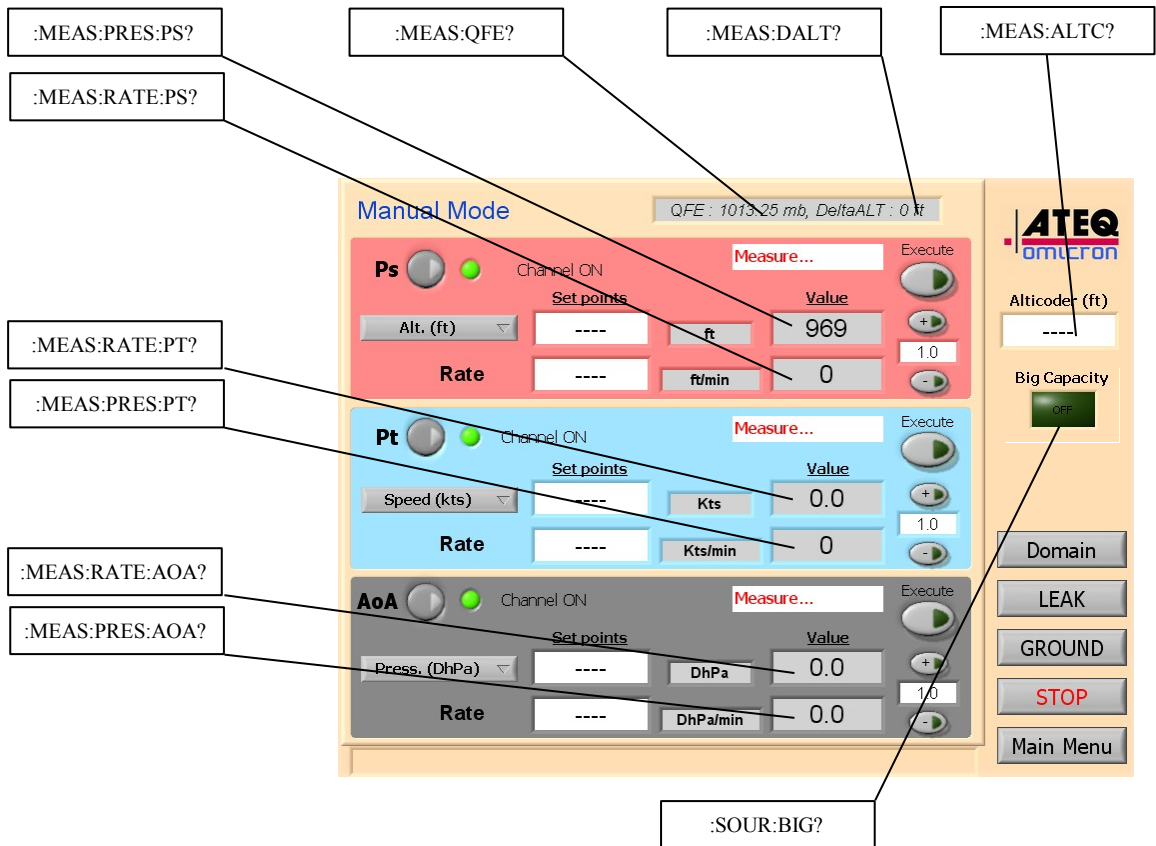 :MEAS:PRES:PS?
:MEAS:QFE?
:MEAS:DALT?
:MEAS:ALTC?
:MEAS:RATE:PS?
Manual Mode
QFE : 1013.25 mb, DeltaALT : 0 ft
ATEQ
omicron
Ps
Channel ON
Measure...
Execute
Set points
Value
Alt. (ft)
----
ft
969
+
1.0
Rate
----
ft/min
0
-
Alticoder (ft)
----
Big Capacity
OFF
:MEAS:RATE:PT?
:MEAS:PRES:PT?
Pt
Channel ON
Measure...
Execute
Set points
Value
Speed (kts)
----
Kts
0.0
+
1.0
Rate
----
Kts/min
0
-
:MEAS:RATE:AOA?
:MEAS:PRES:AOA?
AoA
Channel ON
Measure...
Execute
Set points
Value
Press. (DhPa)
----
DhPa
0.0
+
1.0
Rate
----
DhPa/min
0.0
-
Domain
LEAK
GROUND
STOP
Main Menu
:SOUR:BIG?